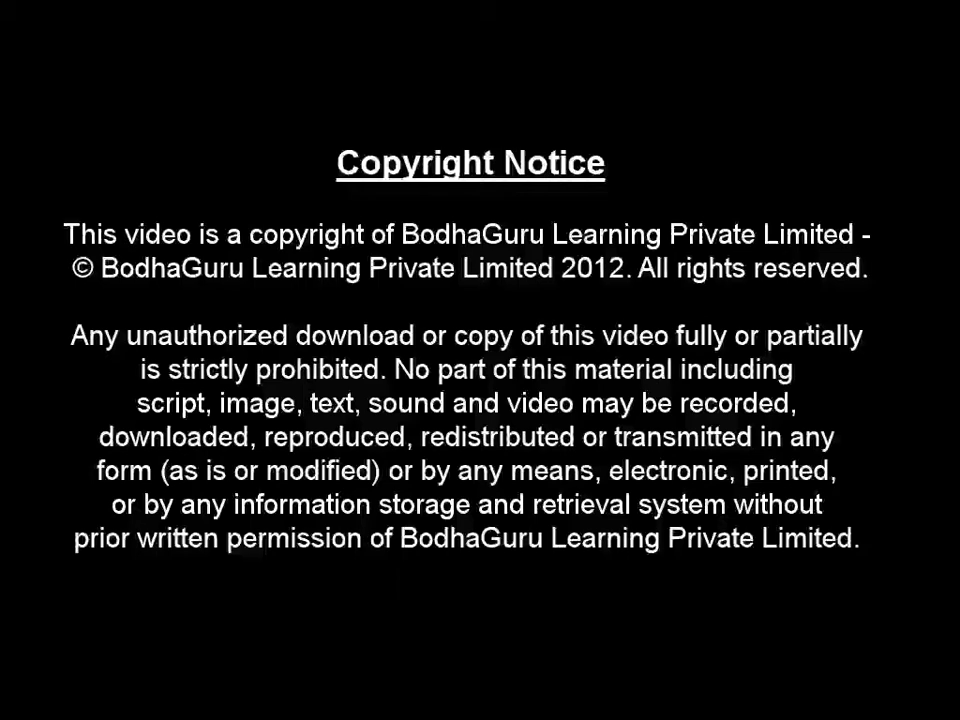 Copyright Notice
This video is a copyright of BodhaGuru Learning Private Limited -
© BodhaGuru Learning Private Limited 2012. All rights reserved.
Any unauthorized download or copy of this video fully or partially
is strictly prohibited. No part of this material including
script, image, text, sound and video may be recorded,
downloaded, reproduced, redistributed or transmitted in any
form (as is or modified) or by any means, electronic, printed,
or by any information storage and retrieval system without
prior written permission of BodhaGuru Learning Private Limited.